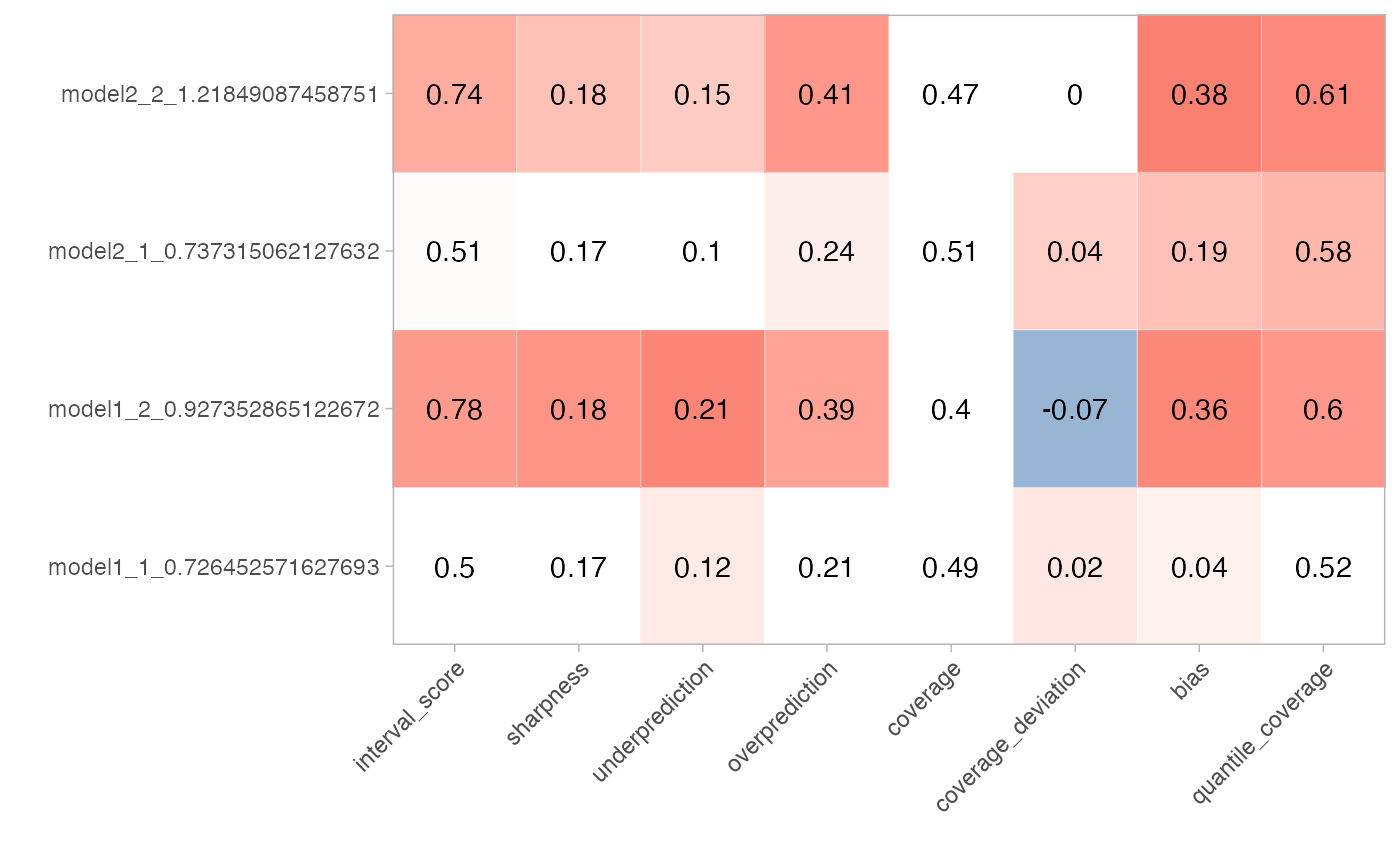 model2_2_1.21849087458751 0.74 0.18 0.15 0.41 0.47 0 0.38 0.61
model2_1_0.737315062127632 0.51 0.17 0.1 0.24 0.51 0.04 0.19 0.58
model1_2_0.927352865122672 0.78 0.18 0.21 0.39 0.4 -0.07 0.36 0.6
model1_1_0.726452571627693 0.5 0.17 0.12 0.21 0.49 0.02 0.04 0.52
interval_score sharpness underprediction overprediction coverage coverage_deviation bias quantile_coverage